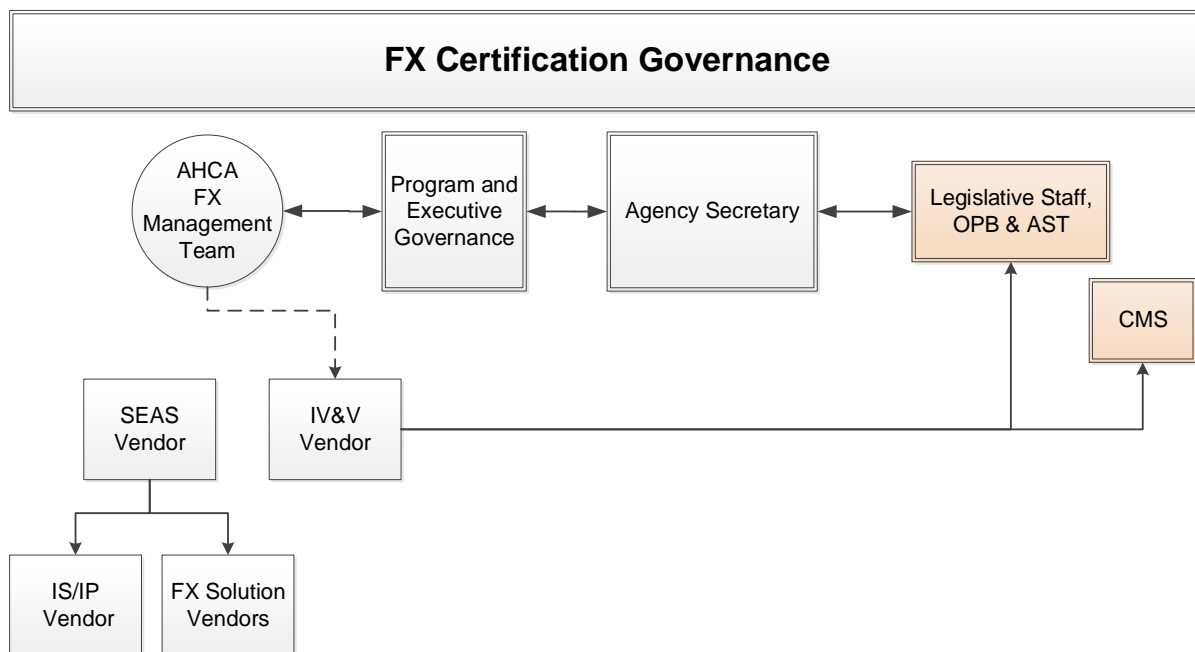 FX Certification Governance
AHCA
FX
Management
Team
Program and
Executive
Governance
Agency Secretary
Legislative Staff,
OPB & AST
CMS
SEAS
Vendor
IV&V
Vendor
IS/IP
Vendor
FX Solution
Vendors